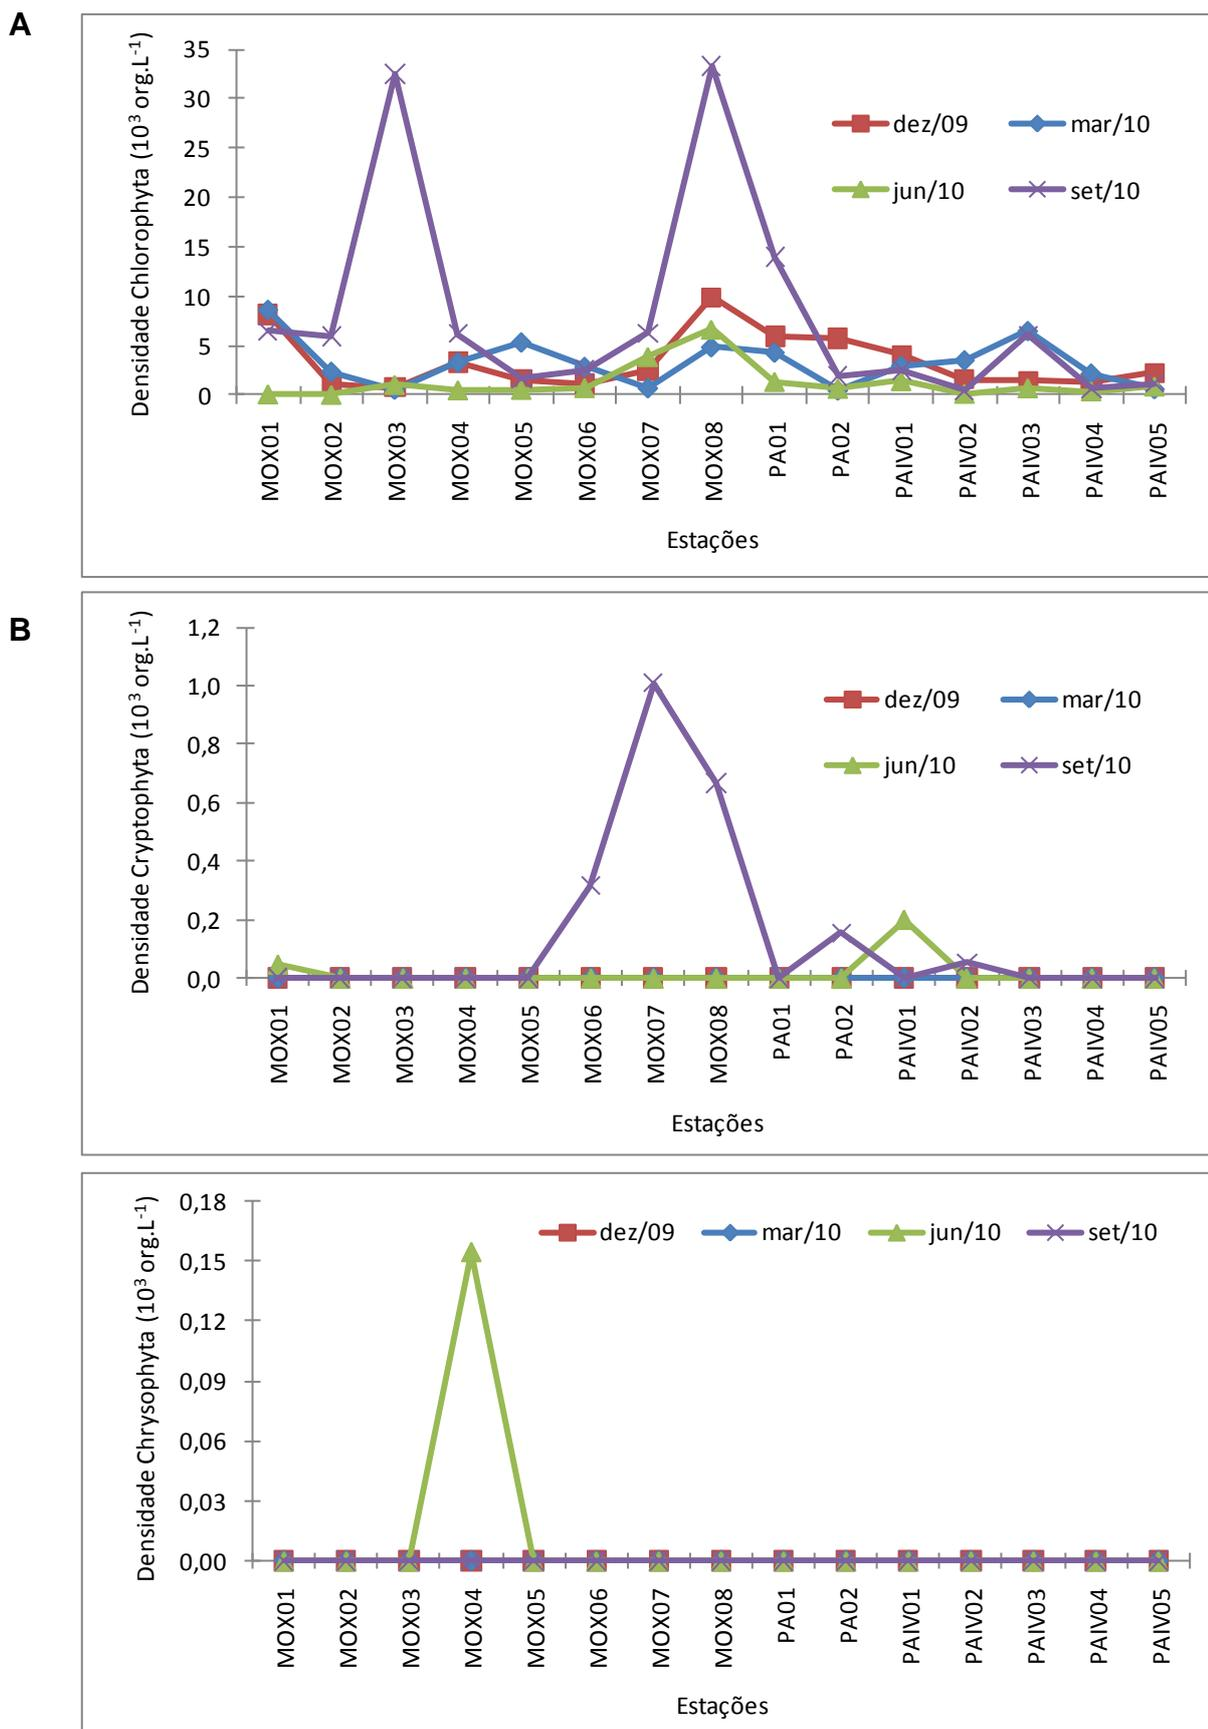 A
Densidade Chlorophyta (10³ org.L⁻¹)
35
30
25
20
15
10
5
0
dez/09
mar/10
jun/10
set/10
MOX01
MOX02
MOX03
MOX04
MOX05
MOX06
MOX07
MOX08
PA01
PA02
PAIV01
PAIV02
PAIV03
PAIV04
PAIV05
Estações
B
Densidade Cryptophyta (10³ org.L⁻¹)
1,2
1,0
0,8
0,6
0,4
0,2
0,0
dez/09
mar/10
jun/10
set/10
MOX01
MOX02
MOX03
MOX04
MOX05
MOX06
MOX07
MOX08
PA01
PA02
PAIV01
PAIV02
PAIV03
PAIV04
PAIV05
Estações
Densidade Chrysophyta (10³ org.L⁻¹)
0,18
0,15
0,12
0,09
0,06
0,03
0,00
dez/09
mar/10
jun/10
set/10
MOX01
MOX02
MOX03
MOX04
MOX05
MOX06
MOX07
MOX08
PA01
PA02
PAIV01
PAIV02
PAIV03
PAIV04
PAIV05
Estações